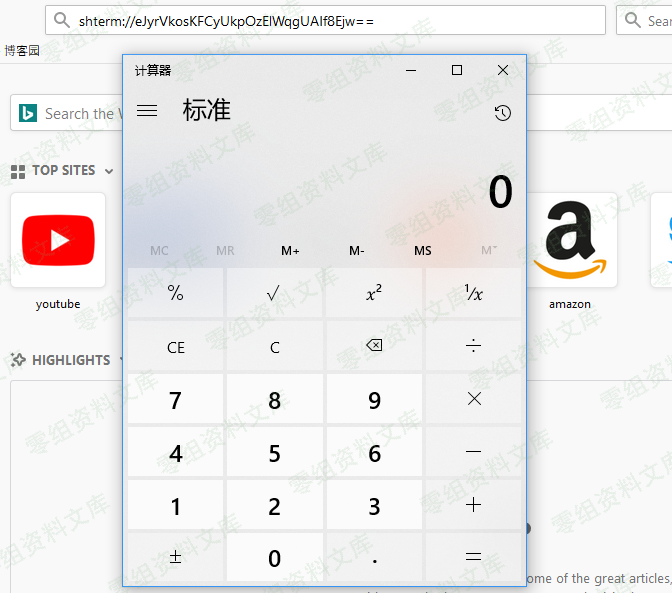 shterm://eJyrVkosKFCyUkpOzElWqgUAIf8Ejw==
Sear
博客园
计算器
标准
Search the W
TOP SITES
0
MC MR M+ M- MS M˅
youtube
amazon
% √ x² ¹/x
CE C ÷
7 8 9 ×
4 5 6 −
HIGHLIGHTS
1 2 3 +
± 0 . =
ome of the great articles,
零组资料文库